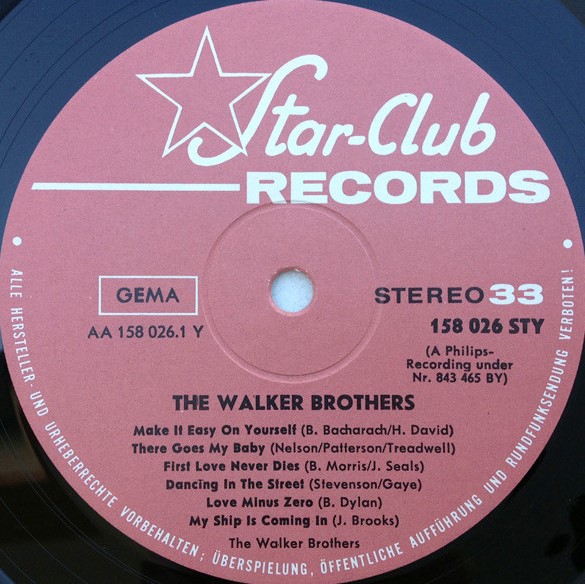 Star-Club
RECORDS
GEMA
AA 158 026.1 Y
STEREO 33
158 026 STY
(A Philips-
Recording under
Nr. 843 465 BY)
THE WALKER BROTHERS
Make It Easy On Yourself (B. Bacharach/H. David)
There Goes My Baby (Nelson/Patterson/Treadwell)
First Love Never Dies (B. Morris/J. Seals)
Dancing In The Street (Stevenson/Gaye)
Love Minus Zero (B. Dylan)
My Ship Is Coming In (J. Brooks)
The Walker Brothers
• ALLE HERSTELLER- UND URHEBERRECHTE VORBEHALTEN; ÜBERSPIELUNG, ÖFFENTLICHE AUFFÜHRUNG UND RUNDFUNKSENDUNG VERBOTEN! •